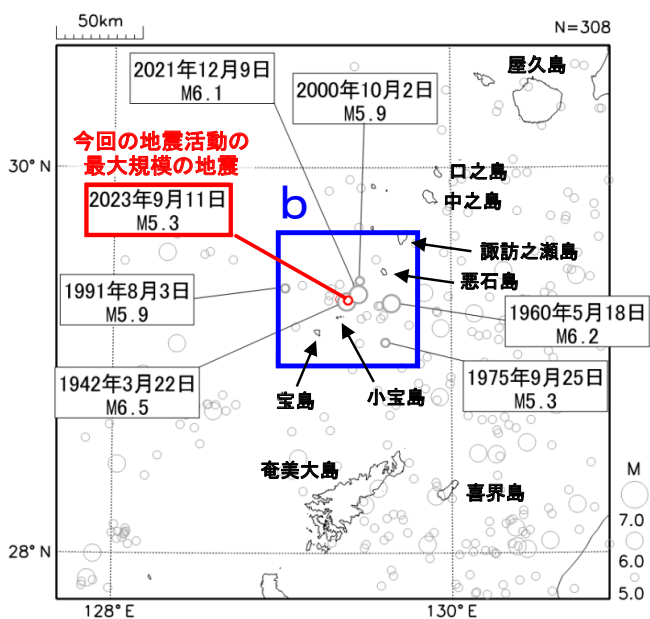 50km
N=308
2021年12月9日
M6.1
2000年10月2日
M5.9
屋久島
今回の地震活動の
最大規模の地震
30°N
口之島
中之島
2023年9月11日
M5.3
b
諏訪之瀬島
悪石島
1991年8月3日
M5.9
1960年5月18日
M6.2
1942年3月22日
M6.5
宝島
小宝島
1975年9月25日
M5.3
奄美大島
喜界島
M
7.0
6.0
5.0
28°N
128°E
130°E